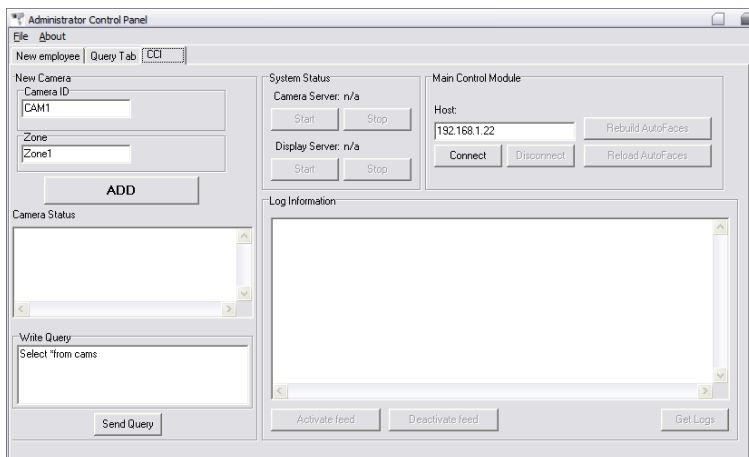 Administrator Control Panel
File About
New employee Query Tab CCI
New Camera
Camera ID
CAM1
Zone
Zone1
ADD
Camera Status
Write Query
Select *from cams
Send Query
System Status
Camera Server: n/a
Start Stop
Display Server: n/a
Start Stop
Main Control Module
Host:
192.168.1.22
Rebuild AutoFaces
Connect Disconnect Reload AutoFaces
Log Information
Activate feed Deactivate feed Get Logs